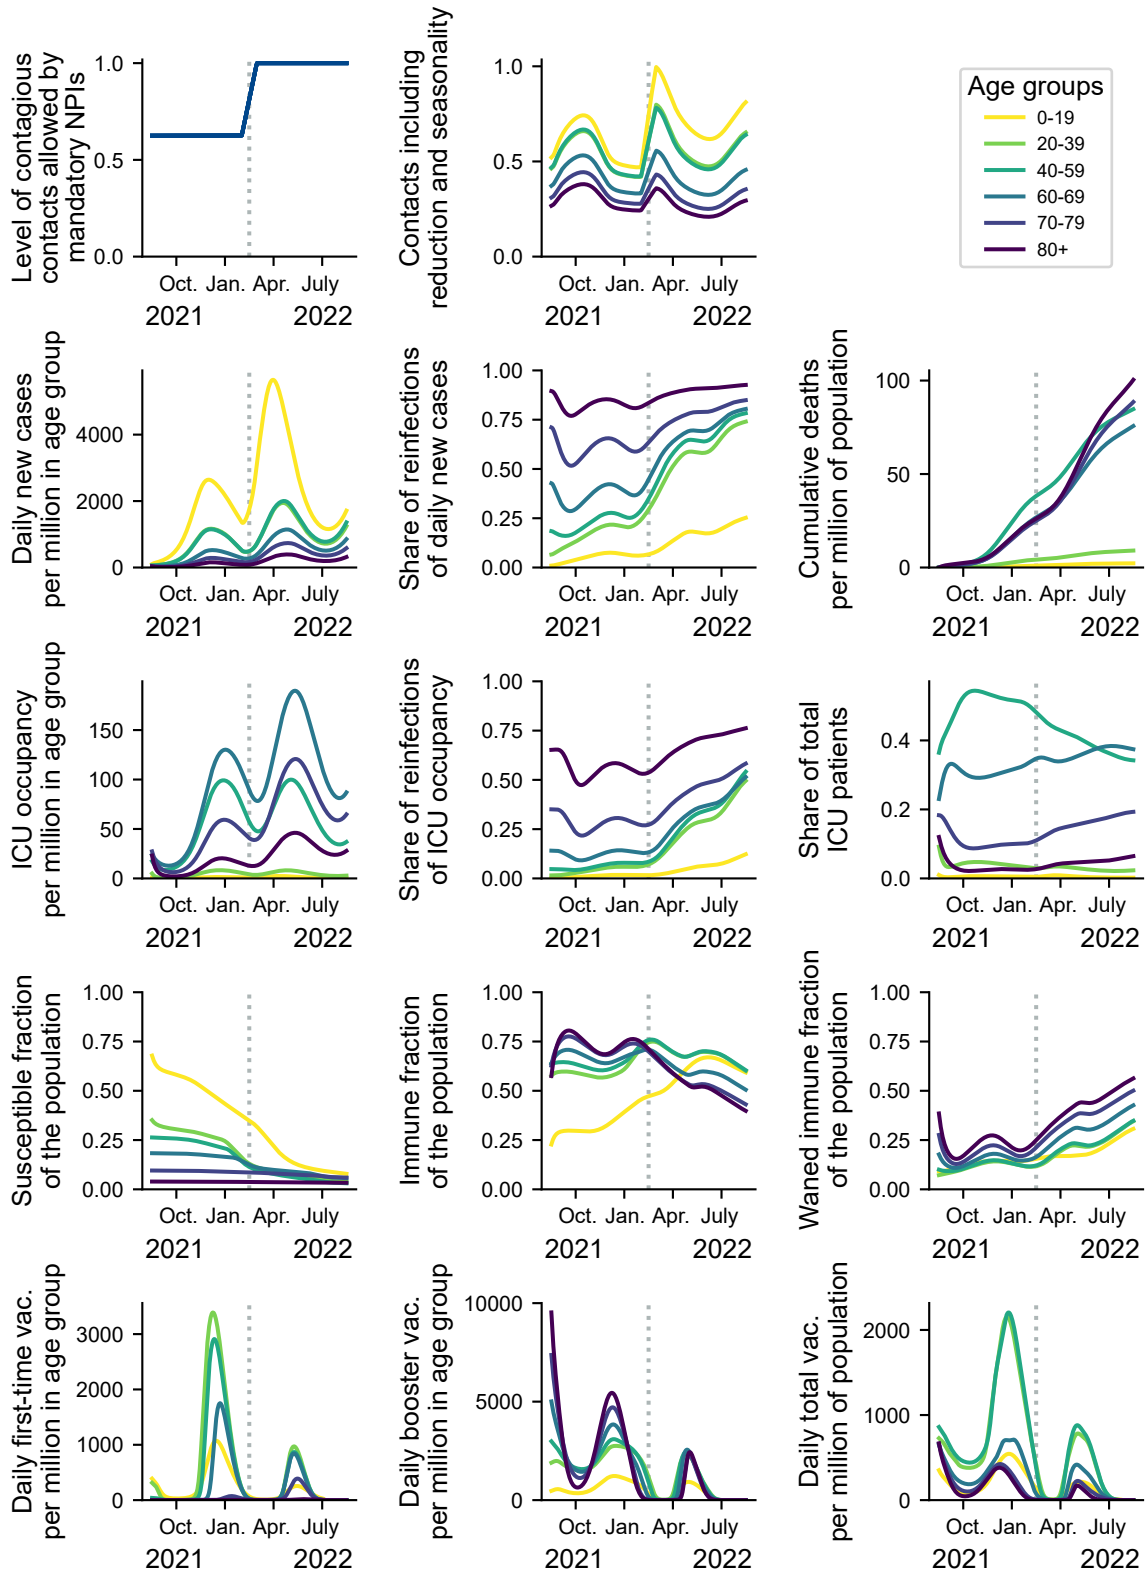 Level of contagious
contacts allowed by
mandatory NPIs
1.0
0.5
0.0
Oct. Jan. Apr. July
2021 2022
Contacts including
reduction and seasonality
1.0
0.5
0.0
Oct. Jan. Apr. July
2021 2022
Age groups
0-19
20-39
40-59
60-69
70-79
80+
Daily new cases
per million in age group
4000
2000
0
Oct. Jan. Apr. July
2021 2022
Share of reinfections
of daily new cases
1.00
0.75
0.50
0.25
0.00
Oct. Jan. Apr. July
2021 2022
Cumulative deaths
per million of population
100
50
0
Oct. Jan. Apr. July
2021 2022
ICU occupancy
per million in age group
150
100
50
0
Oct. Jan. Apr. July
2021 2022
Share of reinfections
of ICU occupancy
1.00
0.75
0.50
0.25
0.00
Oct. Jan. Apr. July
2021 2022
Share of total
ICU patients
0.4
0.2
0.0
Oct. Jan. Apr. July
2021 2022
Susceptible fraction
of the population
1.00
0.75
0.50
0.25
0.00
Oct. Jan. Apr. July
2021 2022
Immune fraction
of the population
1.00
0.75
0.50
0.25
0.00
Oct. Jan. Apr. July
2021 2022
Waned immune fraction
of the population
1.00
0.75
0.50
0.25
0.00
Oct. Jan. Apr. July
2021 2022
Daily first-time vac.
per million in age group
3000
2000
1000
0
Oct. Jan. Apr. July
2021 2022
Daily booster vac.
per million in age group
10000
5000
0
Oct. Jan. Apr. July
2021 2022
Daily total vac.
per million of population
2000
1000
0
Oct. Jan. Apr. July
2021 2022